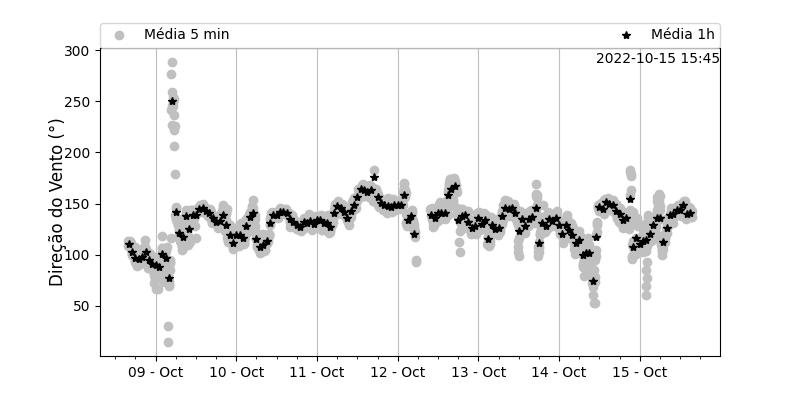 Média 5 min
Média 1h
2022-10-15 15:45
Direção do Vento (°)
300
250
200
150
100
50
09 - Oct
10 - Oct
11 - Oct
12 - Oct
13 - Oct
14 - Oct
15 - Oct